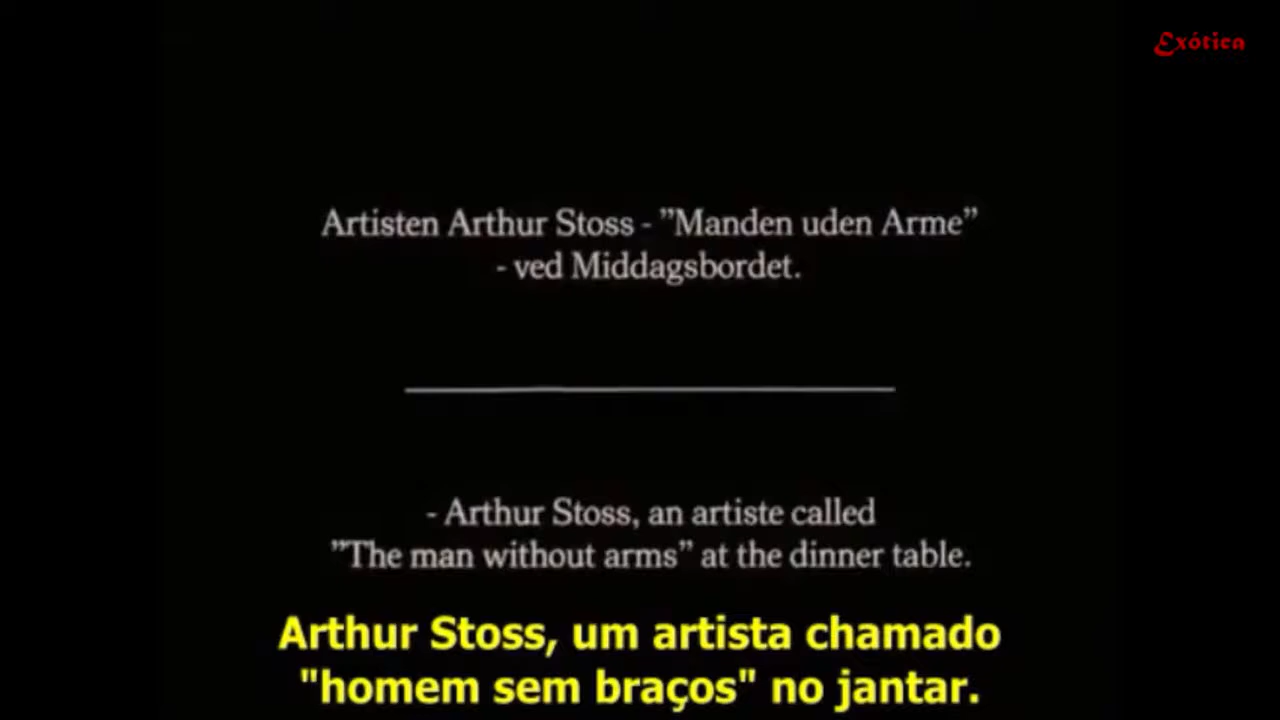 Exótica
Artisten Arthur Stoss - ”Manden uden Arme”
- ved Middagsbordet.
- Arthur Stoss, an artiste called
”The man without arms” at the dinner table.
Arthur Stoss, um artista chamado
"homem sem braços" no jantar.